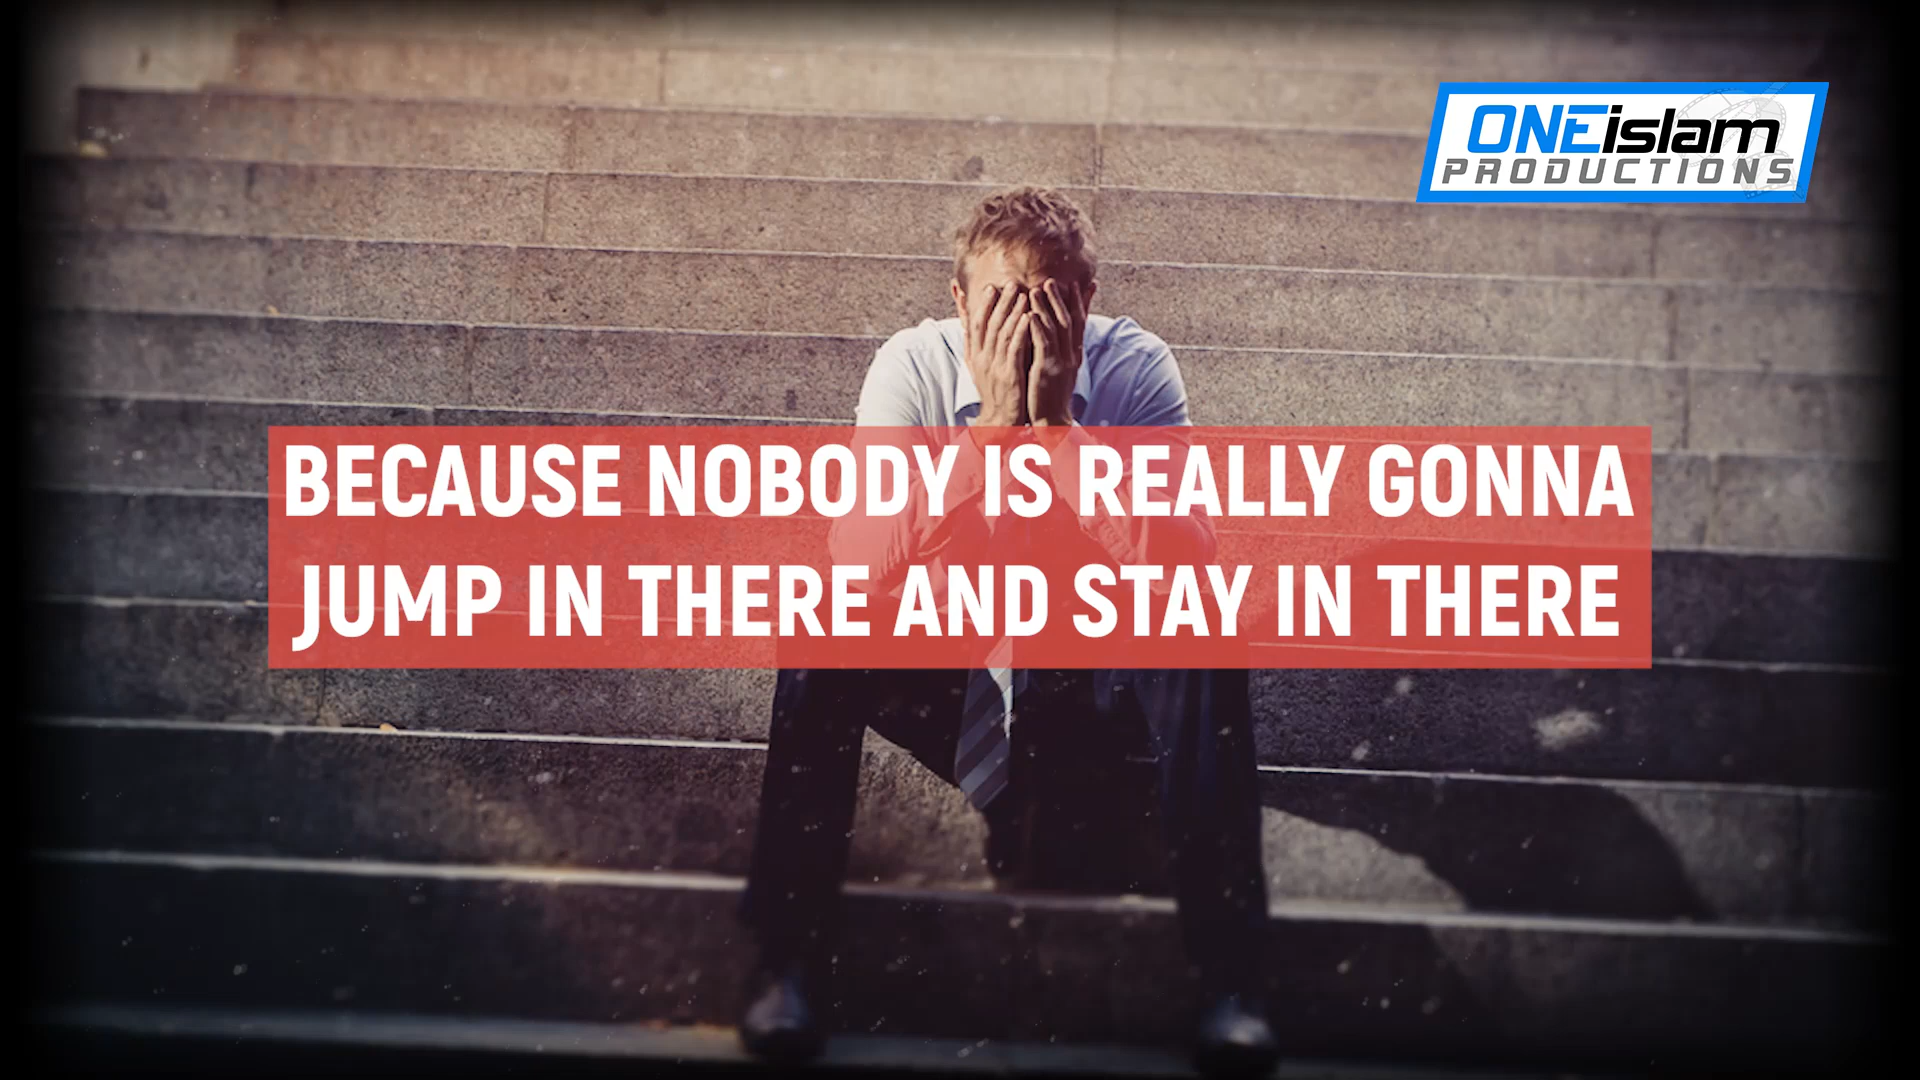 ONEislam
PRODUCTIONS
BECAUSE NOBODY IS REALLY GONNA
JUMP IN THERE AND STAY IN THERE